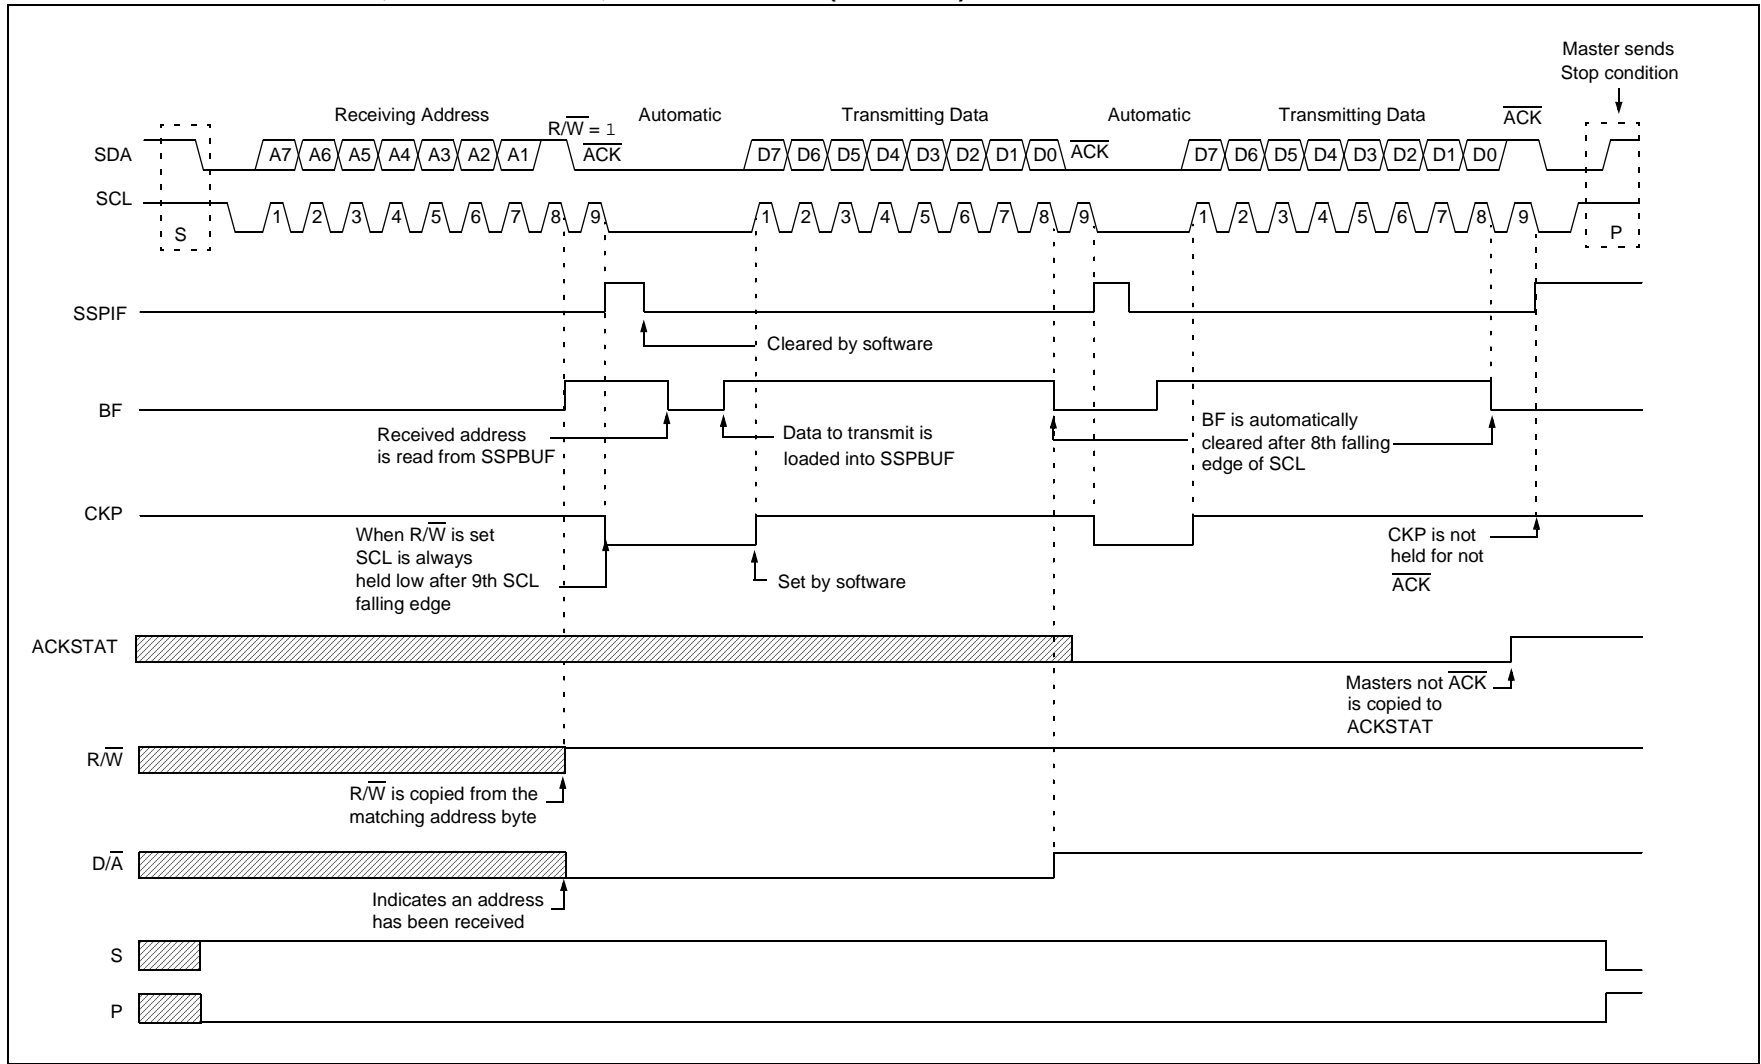 Master sends
Stop condition
Receiving Address
R/W̅ = 1
Automatic
Transmitting Data
Automatic
Transmitting Data
A̅C̅K̅
SDA
A7 A6 A5 A4 A3 A2 A1
A̅C̅K̅
D7 D6 D5 D4 D3 D2 D1 D0
A̅C̅K̅
D7 D6 D5 D4 D3 D2 D1 D0
SCL
1 2 3 4 5 6 7 8 9
1 2 3 4 5 6 7 8 9
1 2 3 4 5 6 7 8 9
S
P
SSPIF
Cleared by software
BF
Received address
is read from SSPBUF
Data to transmit is
loaded into SSPBUF
BF is automatically
cleared after 8th falling
edge of SCL
CKP
When R/W̅ is set
SCL is always
held low after 9th SCL
falling edge
Set by software
CKP is not
held for not
A̅C̅K̅
ACKSTAT
Masters not A̅C̅K̅
is copied to
ACKSTAT
R/W̅
R/W̅ is copied from the
matching address byte
D/A̅
Indicates an address
has been received
S
P